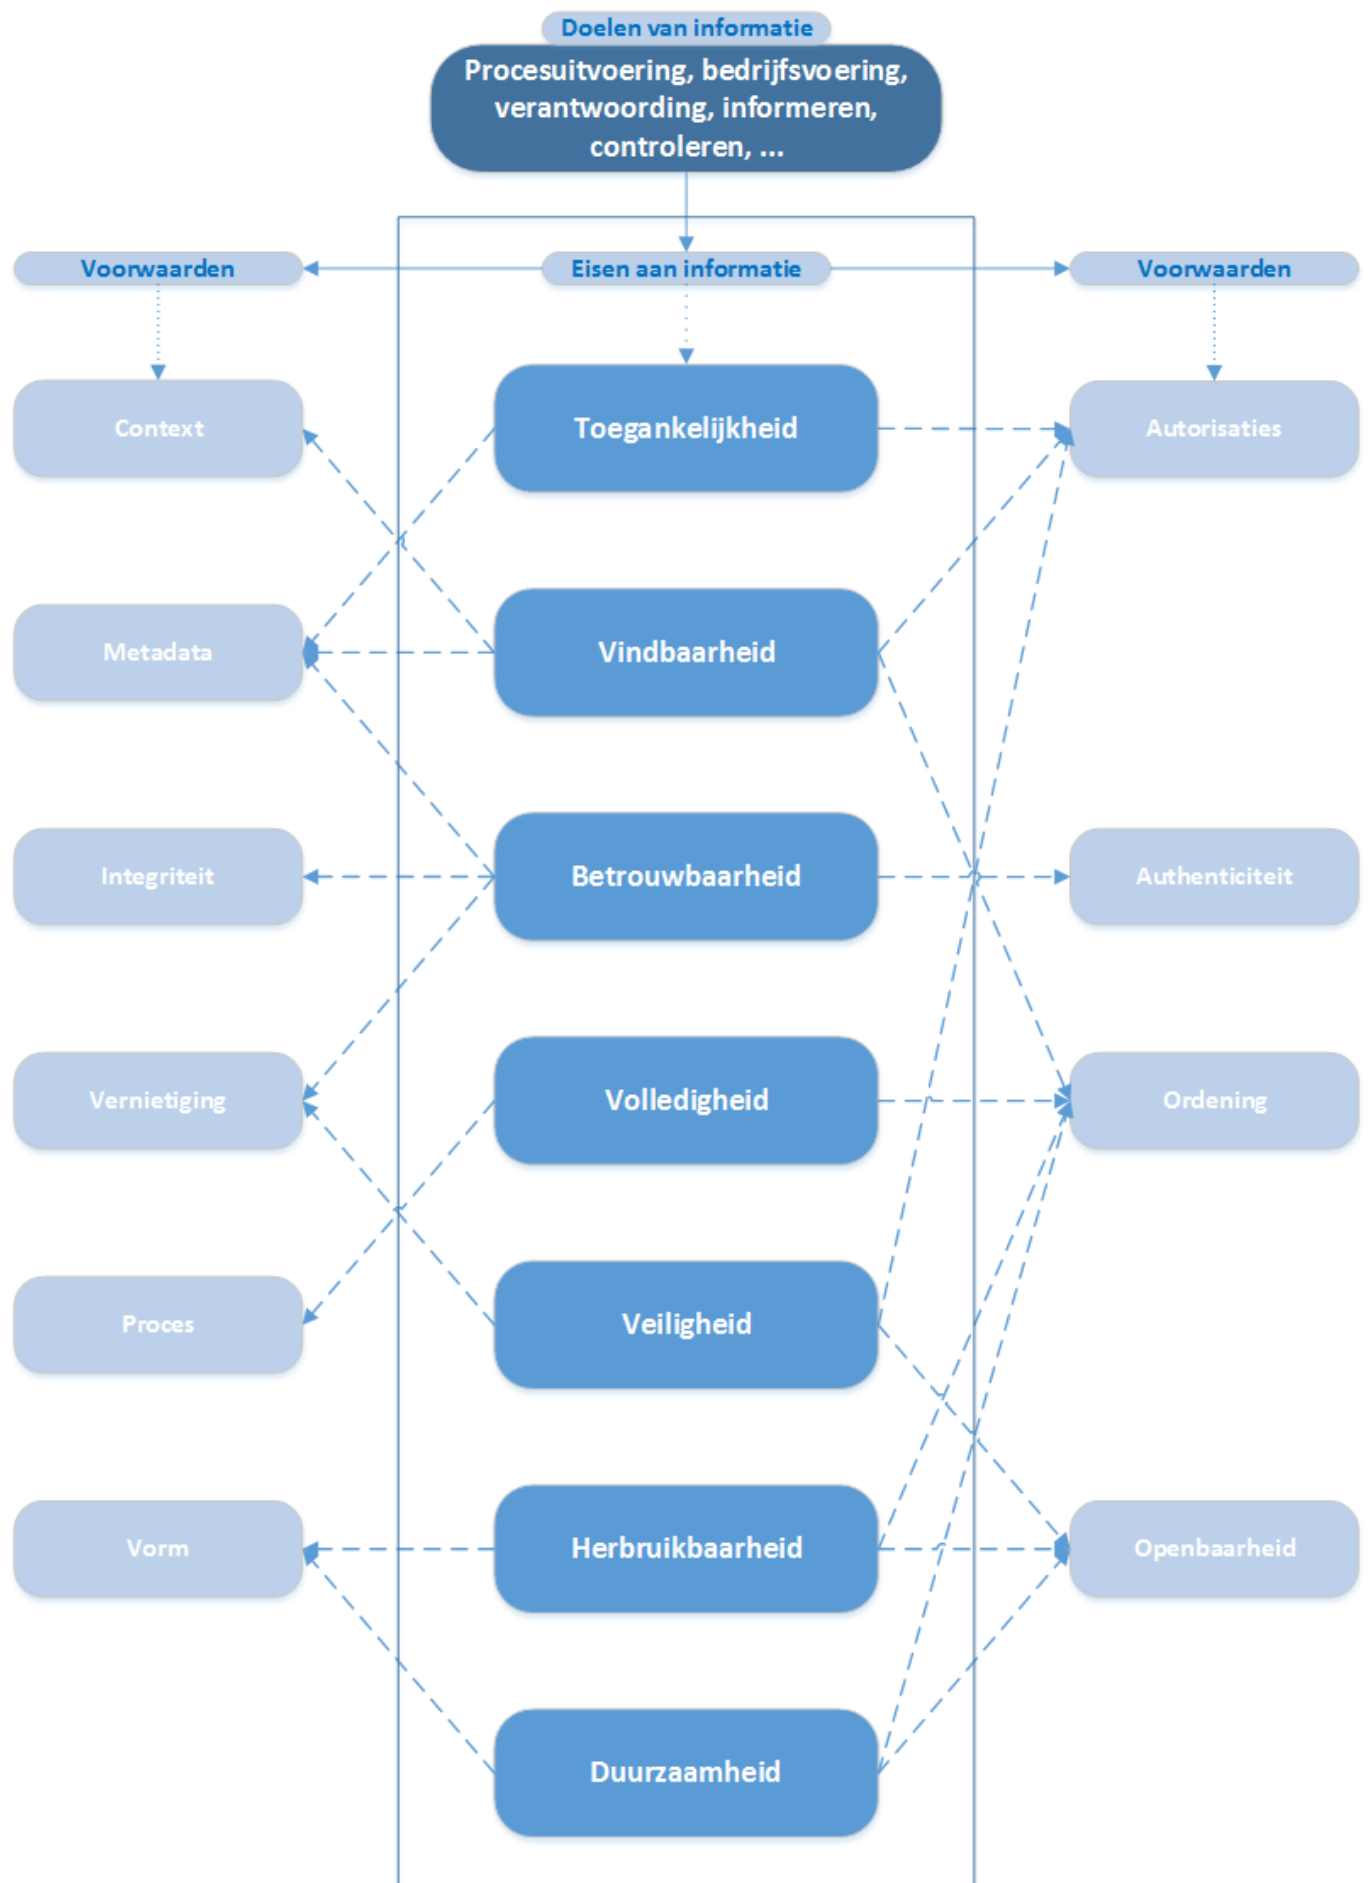 Doelen van informatie
Procesuitvoering, bedrijfsvoering,
verantwoording, informeren,
controleren, ...
Voorwaarden
Eisen aan informatie
Voorwaarden
Context
Toegankelijkheid
Autorisaties
Metadata
Vindbaarheid
Integriteit
Betrouwbaarheid
Authenticiteit
Vernietiging
Volledigheid
Ordening
Proces
Veiligheid
Vorm
Herbruikbaarheid
Openbaarheid
Duurzaamheid